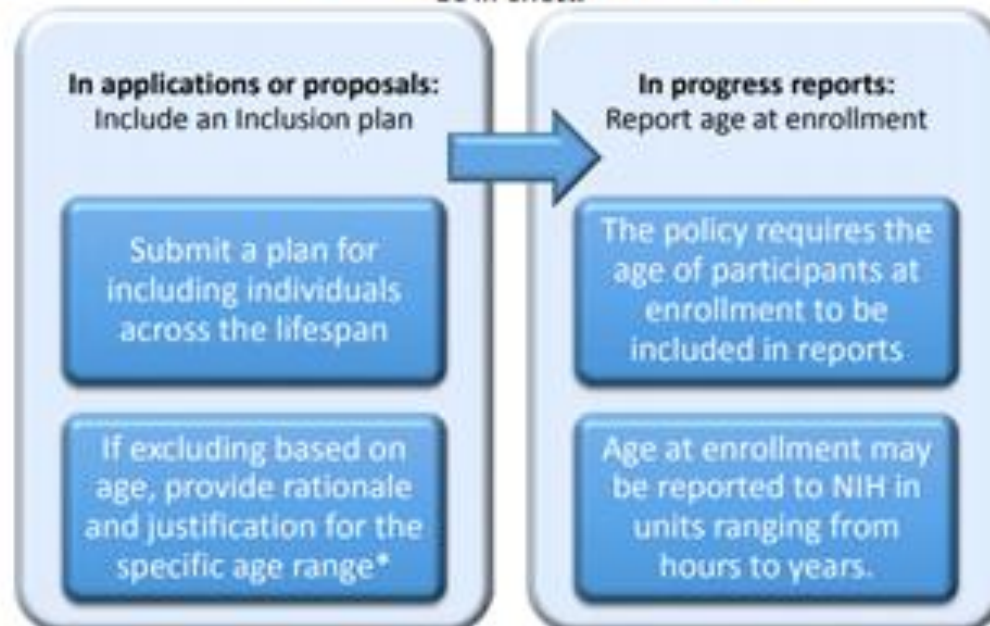 In applications or proposals:
Include an Inclusion plan
Submit a plan for
including individuals
across the lifespan
If excluding based on
age, provide rationale
and justification for the
specific age range*
In progress reports:
Report age at enrollment
The policy requires the
age of participants at
enrollment to be
included in reports
Age at enrollment may
be reported to NIH in
units ranging from
hours to years.